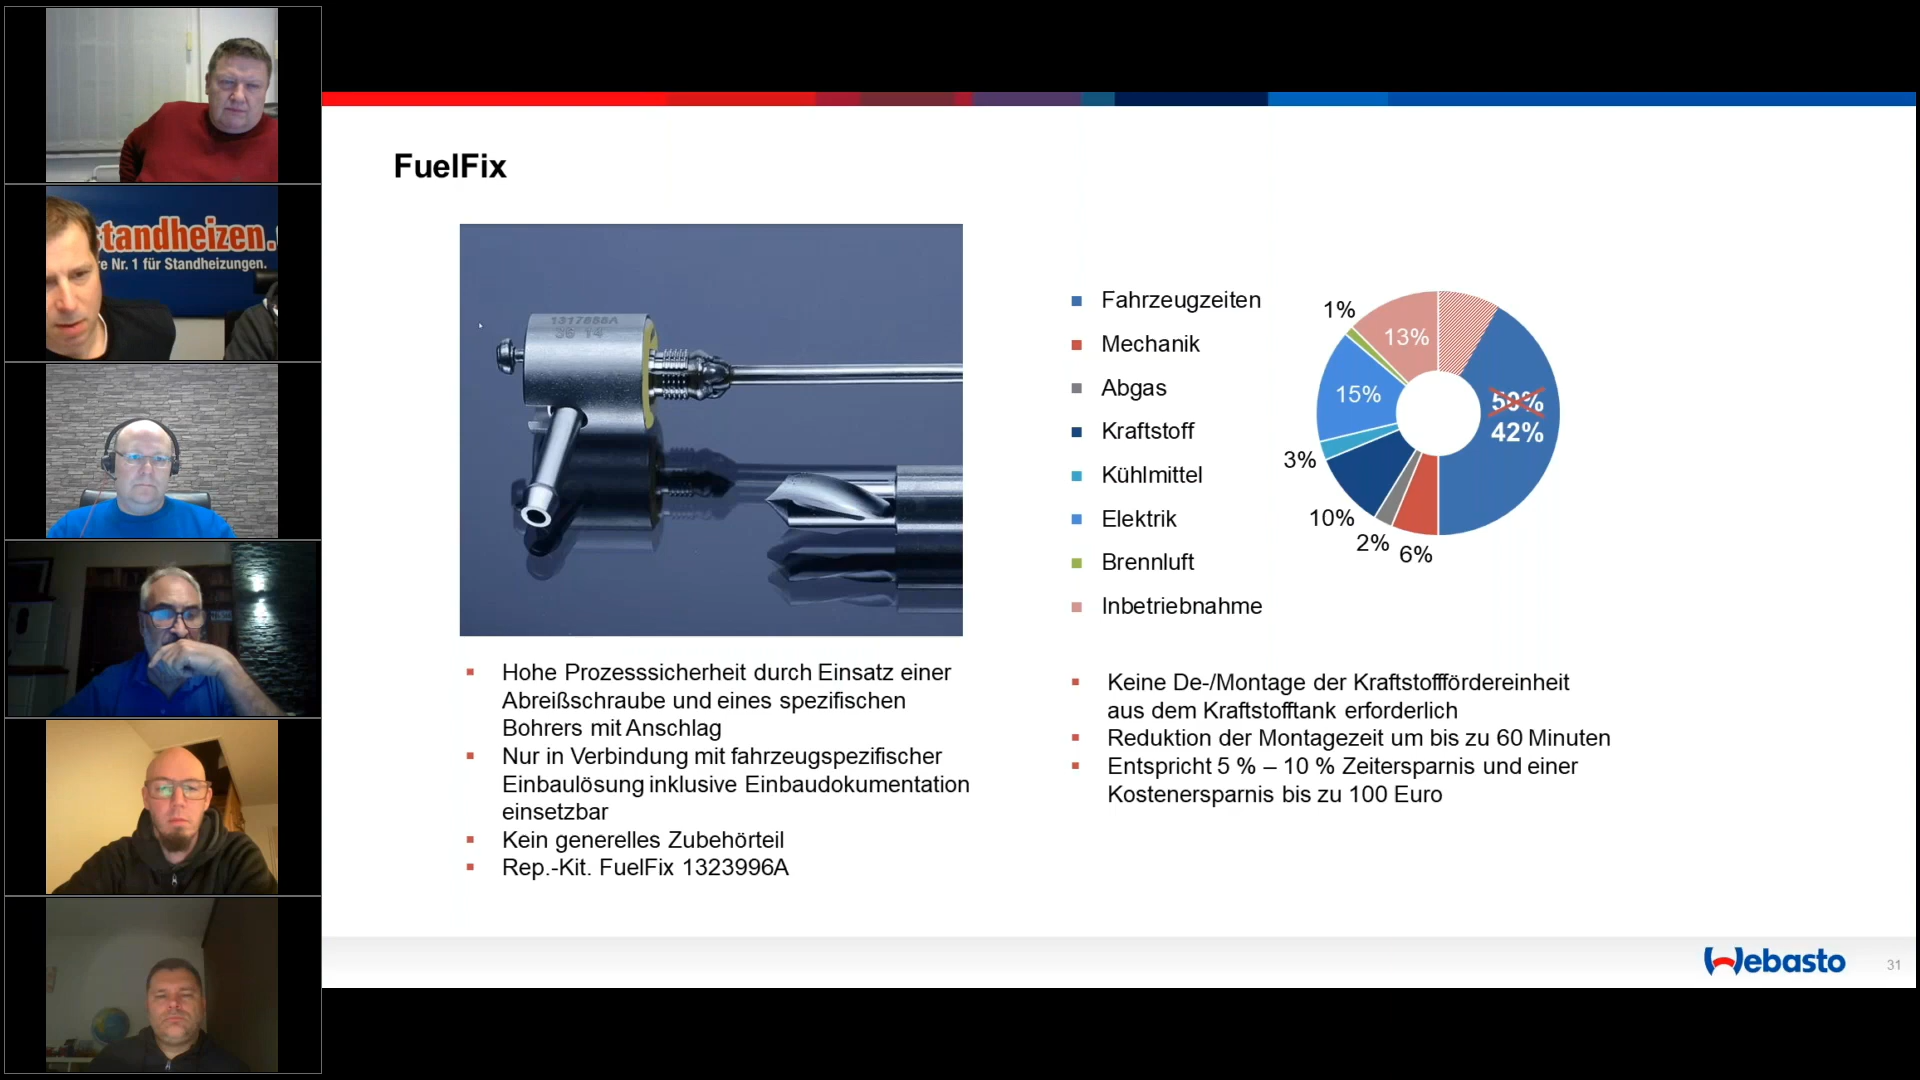 standheizen.
e Nr. 1 für Standheizungen.
FuelFix
1317888A
36 14
Hohe Prozesssicherheit durch Einsatz einer
Abreißschraube und eines spezifischen
Bohrers mit Anschlag
Nur in Verbindung mit fahrzeugspezifischer
Einbaulösung inklusive Einbaudokumentation
einsetzbar
Kein generelles Zubehörteil
Rep.-Kit. FuelFix 1323996A
Fahrzeugzeiten
Mechanik
Abgas
Kraftstoff
Kühlmittel
Elektrik
Brennluft
Inbetriebnahme
1%
13%
15%
50%
42%
3%
10%
2%
6%
Keine De-/Montage der Kraftstofffördereinheit
aus dem Kraftstofftank erforderlich
Reduktion der Montagezeit um bis zu 60 Minuten
Entspricht 5 % – 10 % Zeitersparnis und einer
Kostenersparnis bis zu 100 Euro
Webasto
31